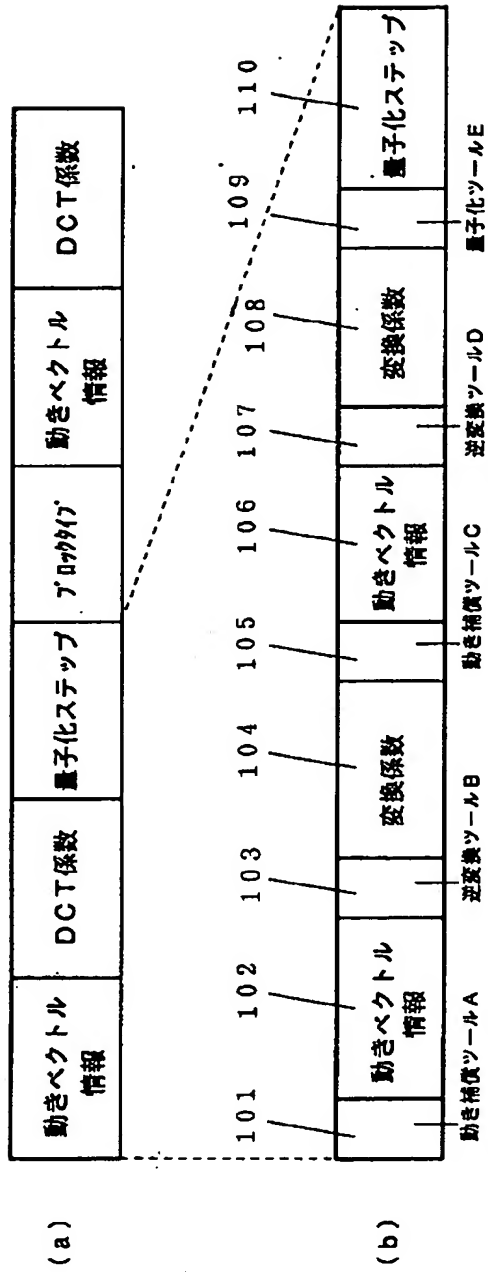 (a)
動きベクトル
情報
DCT係数
量子化ステップ
ブロックタイプ
動きベクトル
情報
DCT係数
101
102
103
104
105
106
107
108
109
110
(b)
動きベクトル
情報
変換係数
動きベクトル
情報
変換係数
量子化ステップ
動き補償ツールA
逆変換ツールB
動き補償ツールC
逆変換ツールD
量子化ツールE